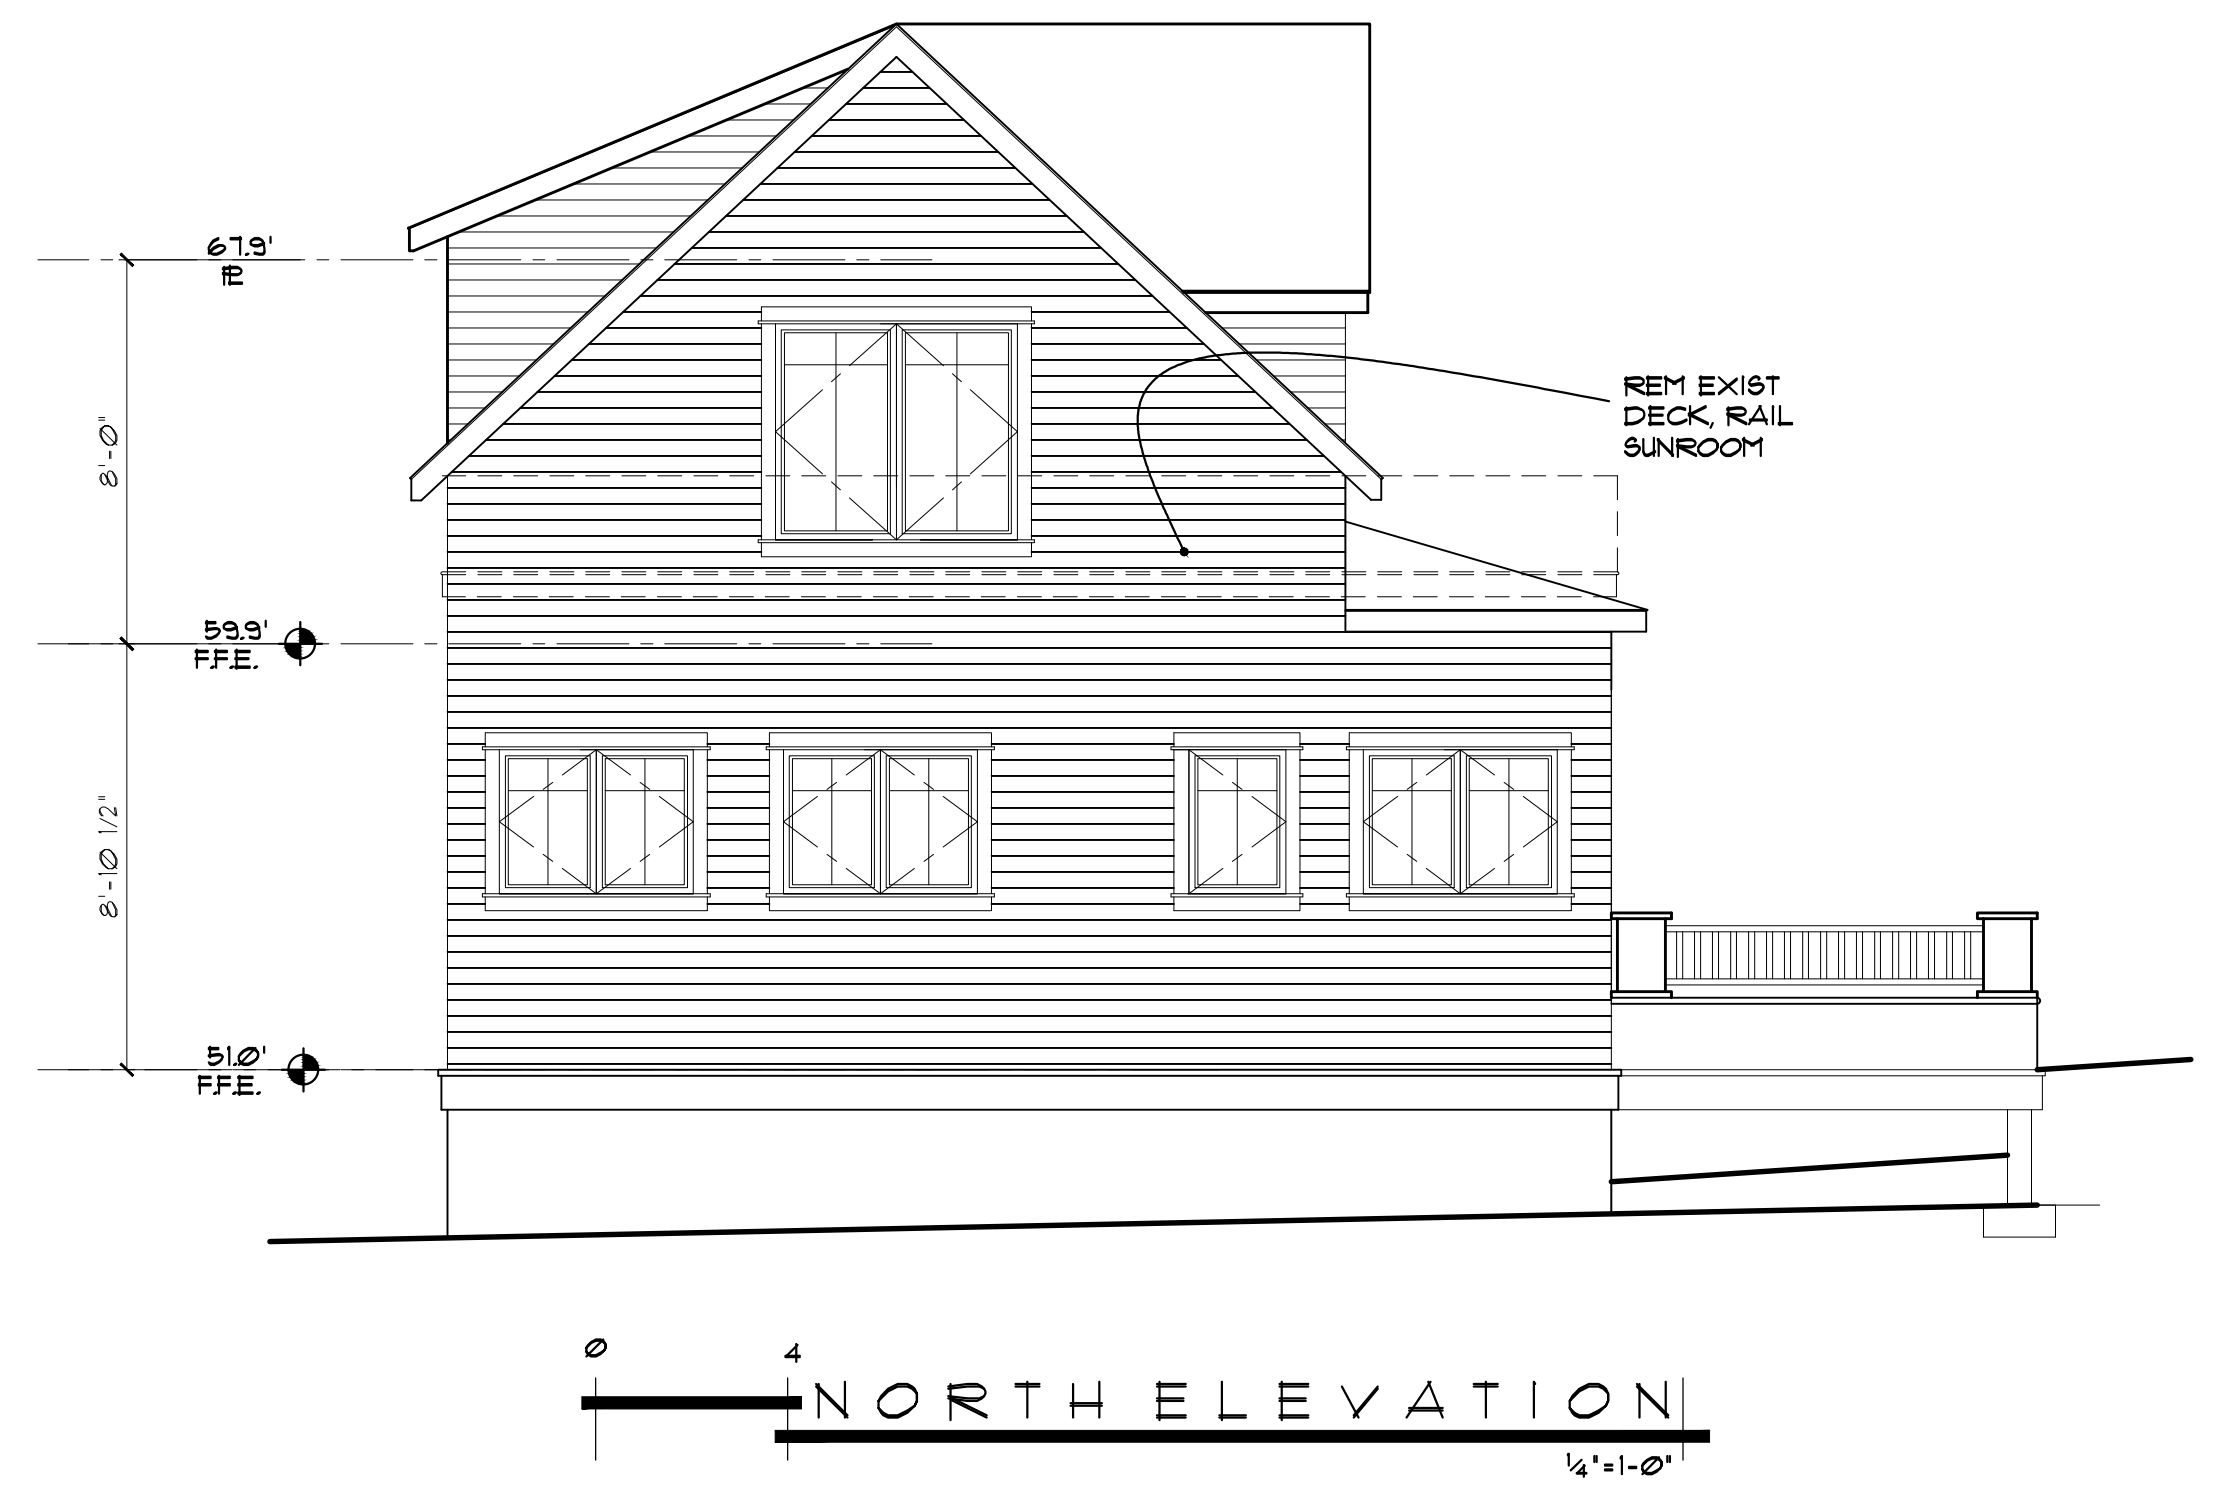 67.9'
PL
REM EXIST
DECK, RAIL
SUNROOM
8'-0"
59.9'
F.F.E.
8'-10 1/2"
51.0'
F.F.E.
0 4
NORTH ELEVATION
1/4"=1-0"